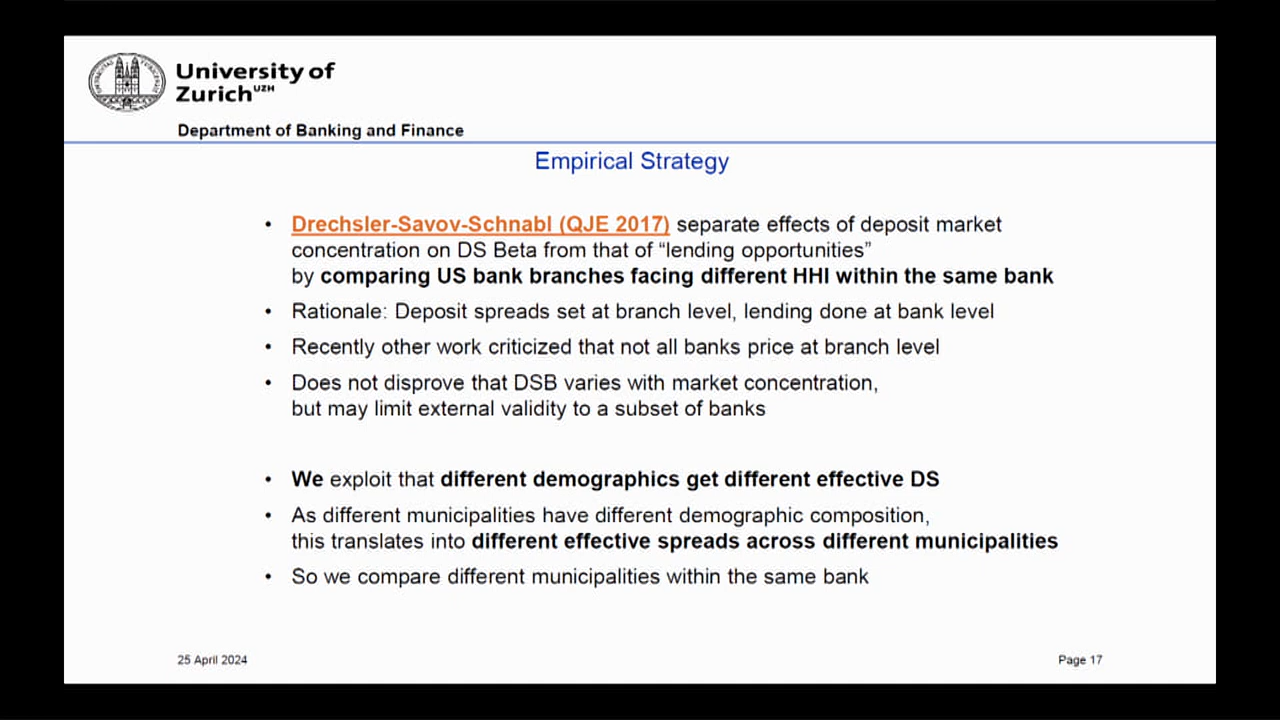 University of
Zurich UZH
Department of Banking and Finance
Empirical Strategy
• Drechsler-Savov-Schnabl (QJE 2017) separate effects of deposit market
concentration on DS Beta from that of “lending opportunities”
by comparing US bank branches facing different HHI within the same bank
• Rationale: Deposit spreads set at branch level, lending done at bank level
• Recently other work criticized that not all banks price at branch level
• Does not disprove that DSB varies with market concentration,
but may limit external validity to a subset of banks
• We exploit that different demographics get different effective DS
• As different municipalities have different demographic composition,
this translates into different effective spreads across different municipalities
• So we compare different municipalities within the same bank
25 April 2024
Page 17